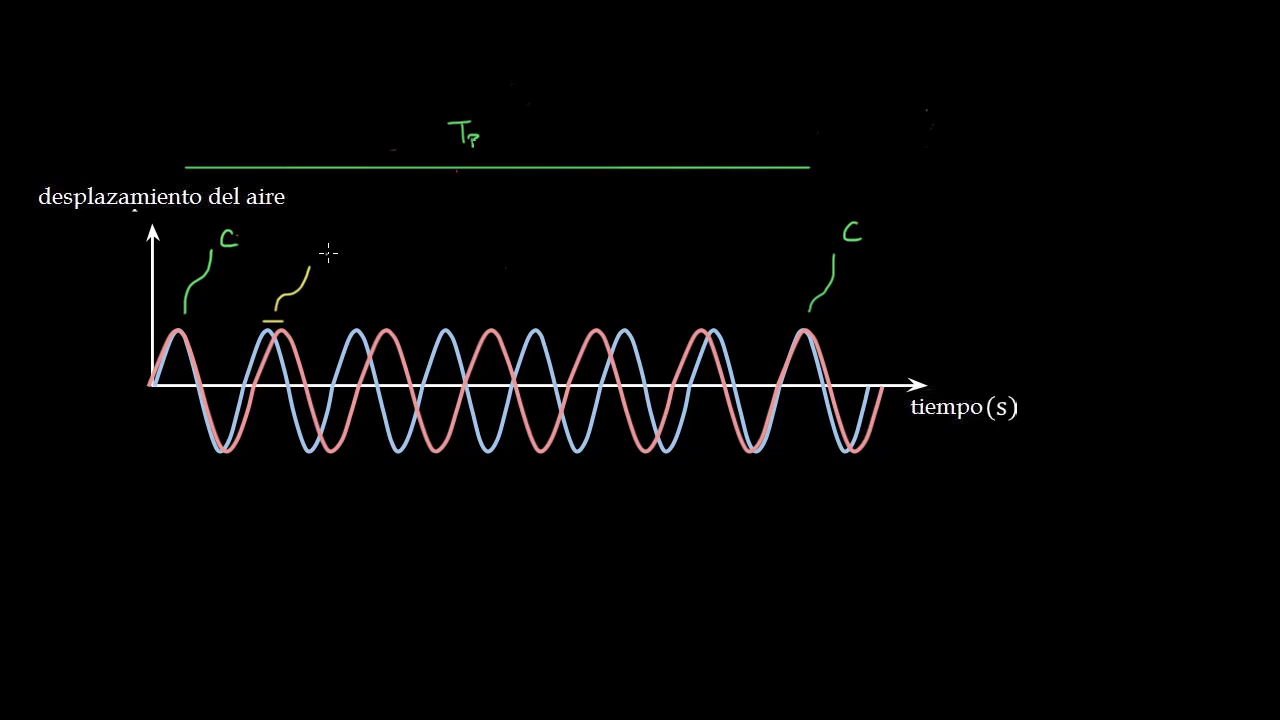 Tp
desplazamiento del aire
C
C
tiempo(s)